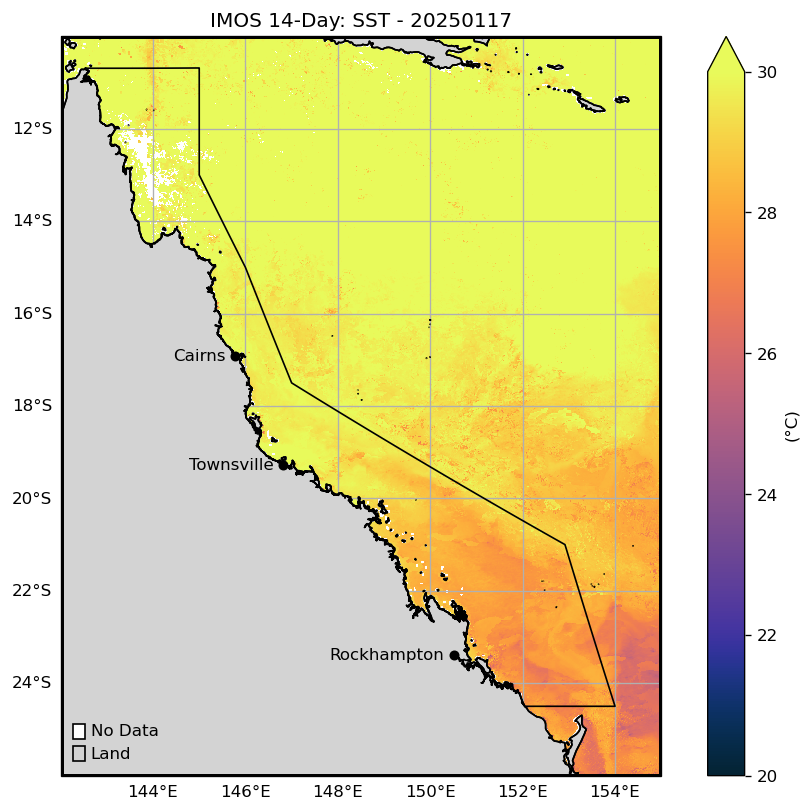 IMOS 14-Day: SST - 20250117
12°S
14°S
16°S
18°S
20°S
22°S
24°S
Cairns
Townsville
Rockhampton
No Data
Land
144°E 146°E 148°E 150°E 152°E 154°E
30
28
26
24
22
20
(°C)